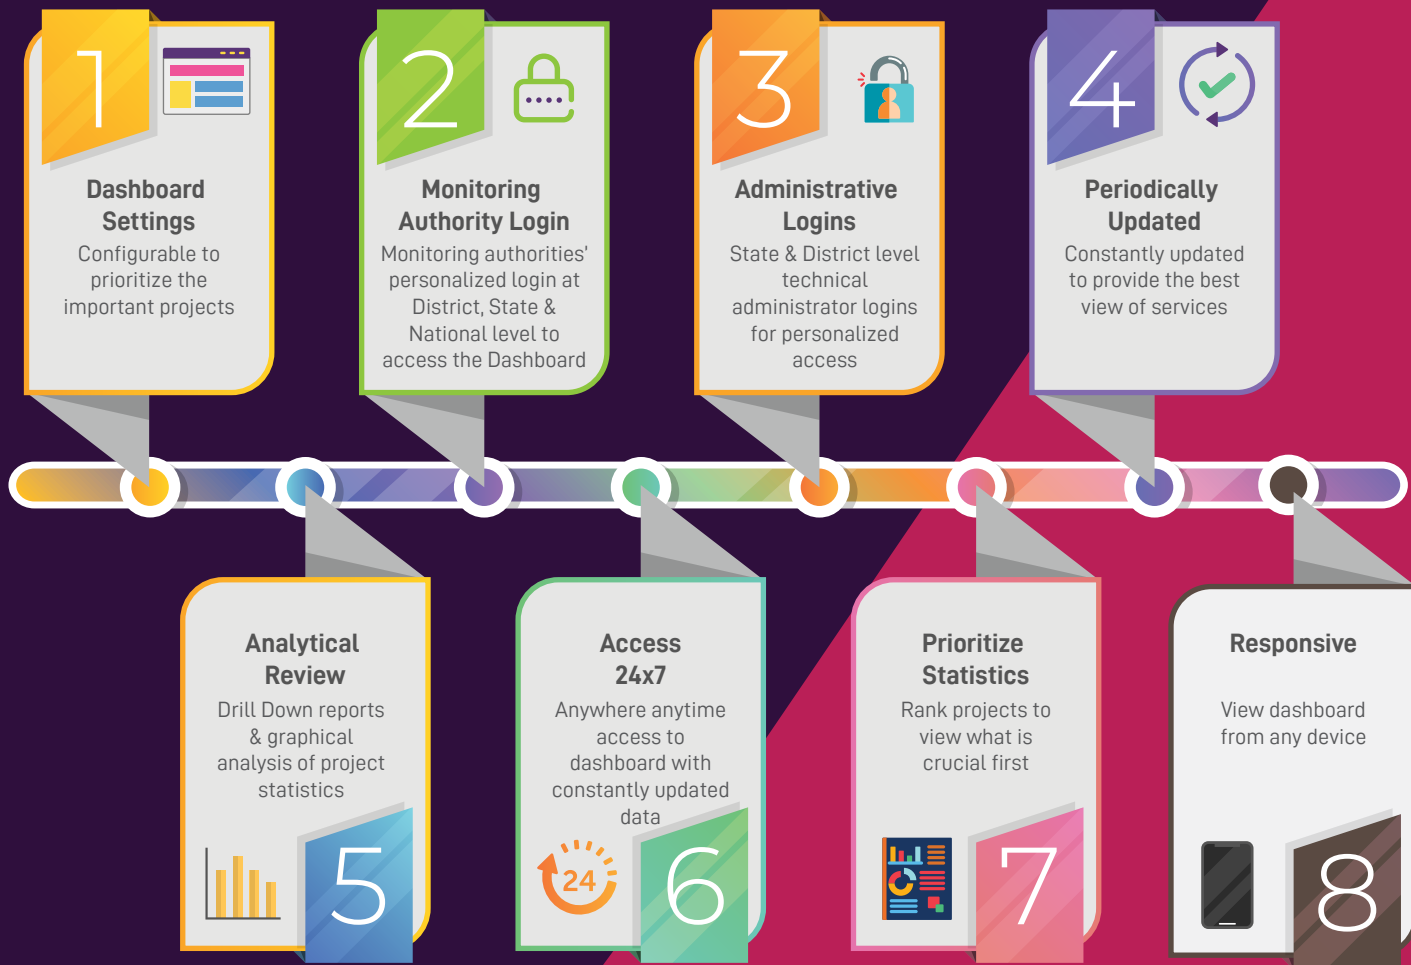 1
Dashboard
Settings
Configurable to
prioritize the
important projects
2
Monitoring
Authority Login
Monitoring authorities'
personalized login at
District, State &
National level to
access the Dashboard
3
Administrative
Logins
State & District level
technical
administrator logins
for personalized
access
4
Periodically
Updated
Constantly updated
to provide the best
view of services
Analytical
Review
Drill Down reports
& graphical
analysis of project
statistics
5
Access
24x7
Anywhere anytime
access to
dashboard with
constantly updated
data
24
6
Prioritize
Statistics
Rank projects to
view what is
crucial first
7
Responsive
View dashboard
from any device
8